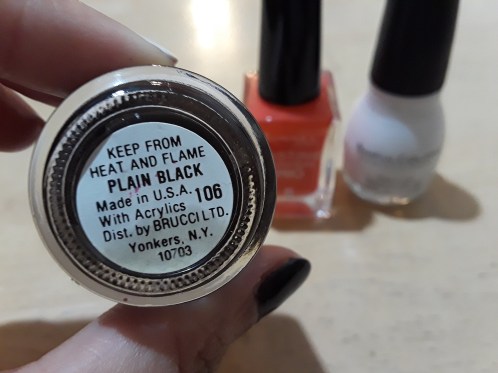 KEEP FROM
HEAT AND FLAME
PLAIN BLACK
Made in U.S.A. 106
With Acrylics
Dist. by BRUCCI LTD.
Yonkers, N.Y.
10703